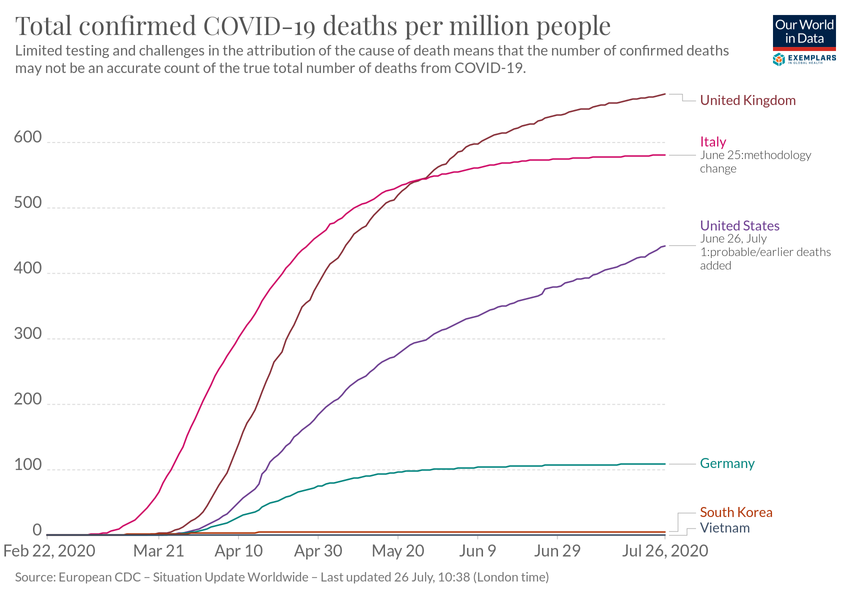 Total confirmed COVID-19 deaths per million people
Limited testing and challenges in the attribution of the cause of death means that the number of confirmed deaths
may not be an accurate count of the true total number of deaths from COVID-19.
Our World
in Data
EXEMPLARS
IN GLOBAL HEALTH
600
500
400
300
200
100
0
United Kingdom
Italy
June 25:methodology
change
United States
June 26, July
1:probable/earlier deaths
added
Germany
South Korea
Vietnam
Feb 22, 2020
Mar 21
Apr 10
Apr 30
May 20
Jun 9
Jun 29
Jul 26, 2020
Source: European CDC – Situation Update Worldwide – Last updated 26 July, 10:38 (London time)